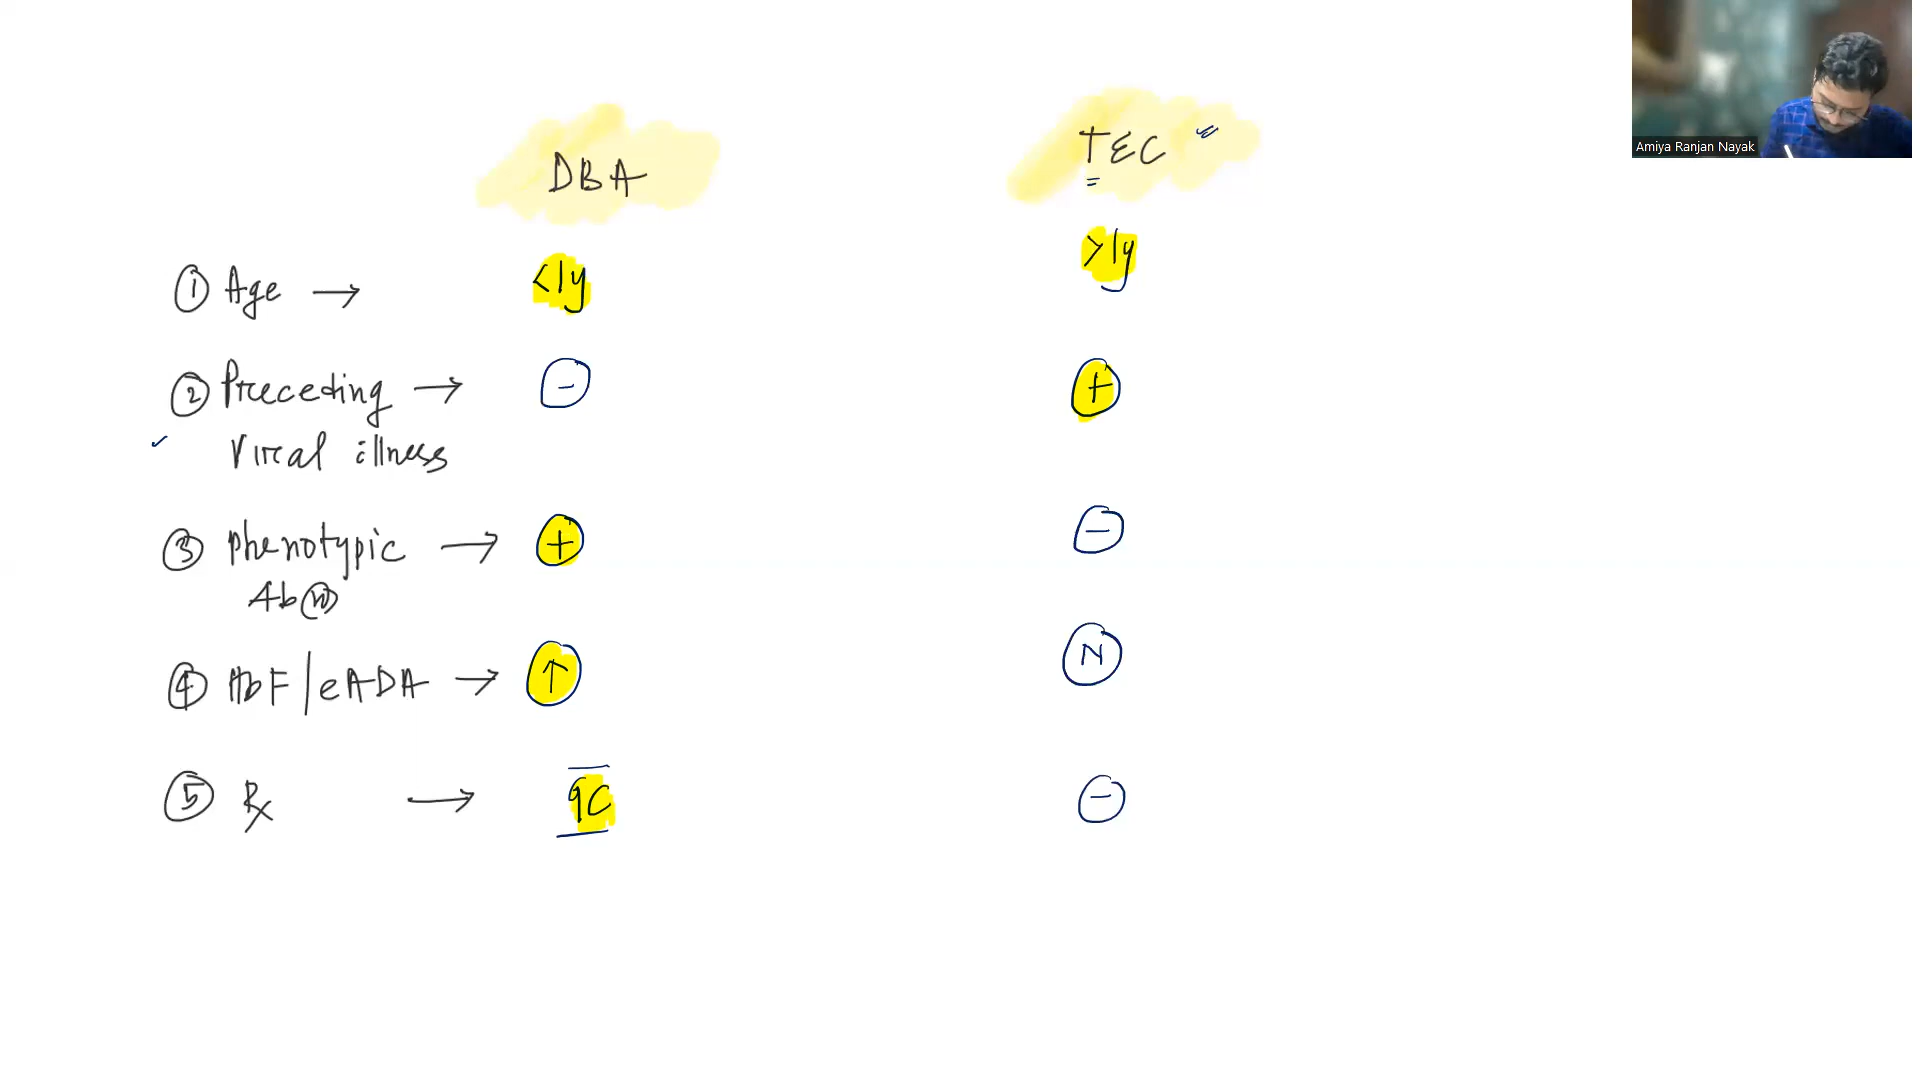 Amiya Ranjan Nayak
DBA TEC
① Age → <1y >1y
② Preceding → - +
Viral illness
③ phenotypic → + -
Ab(N)
④ HbF/eADA → ↑ N
⑤ Rx → -